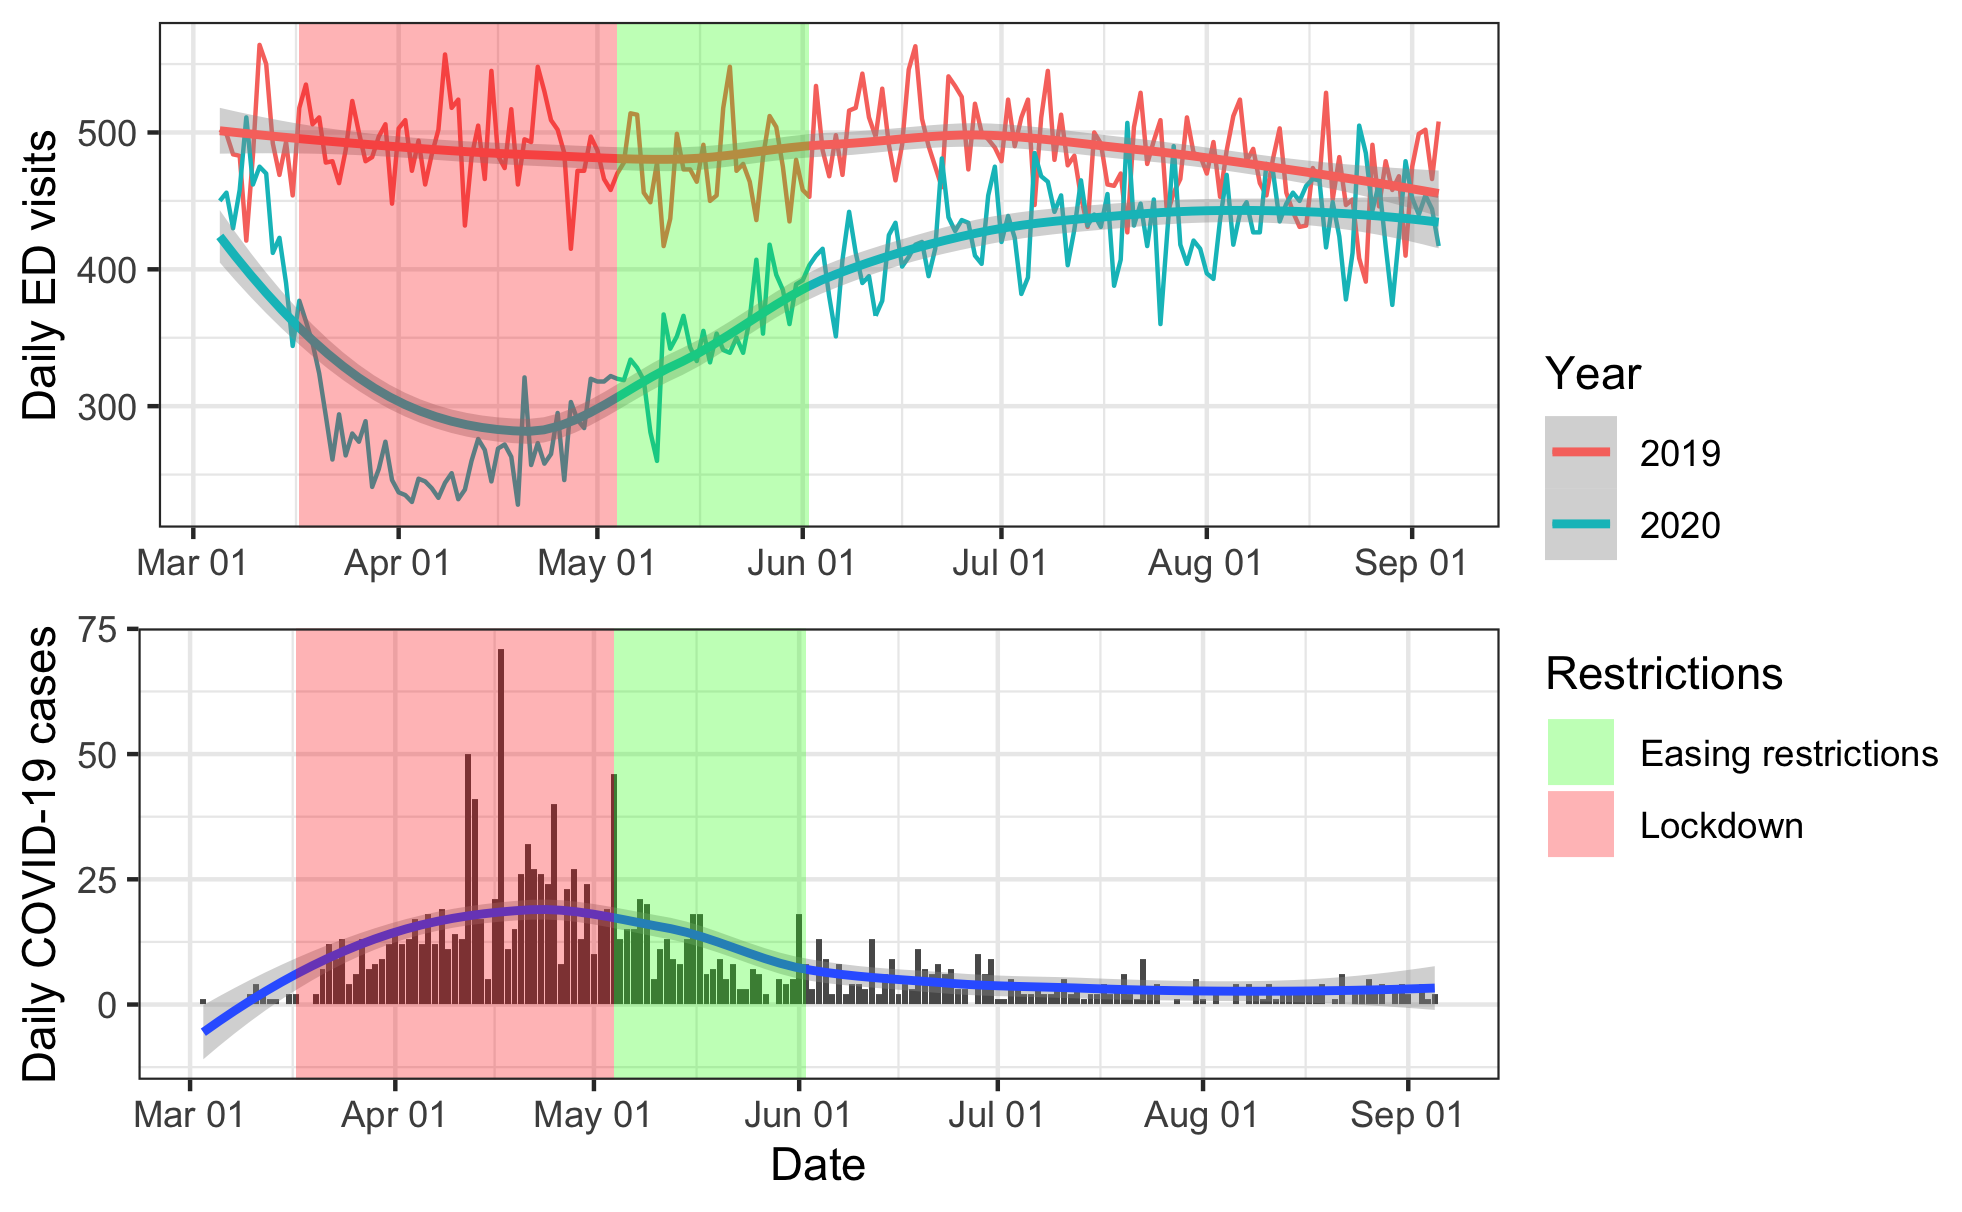 Daily ED visits
500
400
300
Mar 01 Apr 01 May 01 Jun 01 Jul 01 Aug 01 Sep 01
Year
2019
2020
Daily COVID-19 cases
75
50
25
0
Mar 01 Apr 01 May 01 Jun 01 Jul 01 Aug 01 Sep 01
Date
Restrictions
Easing restrictions
Lockdown